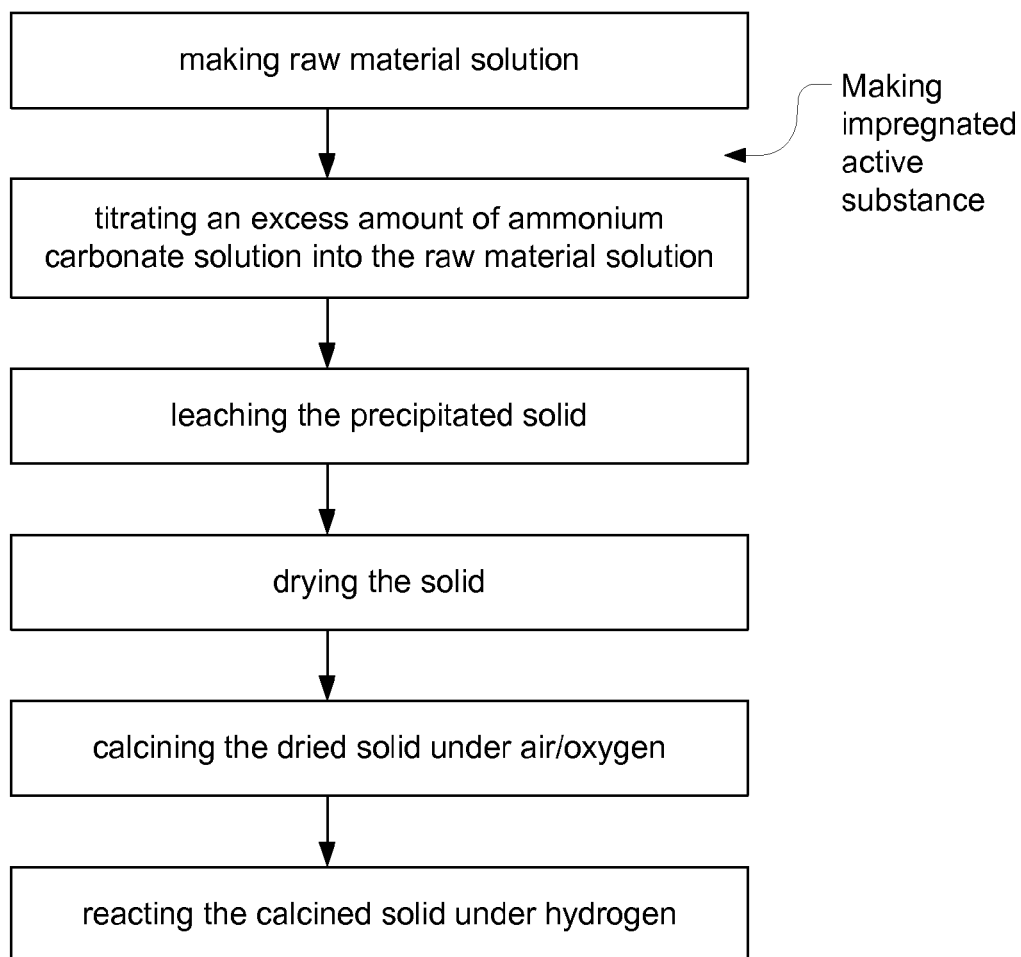 making raw material solution
Making
impregnated
active
substance
titrating an excess amount of ammonium
carbonate solution into the raw material solution
leaching the precipitated solid
drying the solid
calcining the dried solid under air/oxygen
reacting the calcined solid under hydrogen